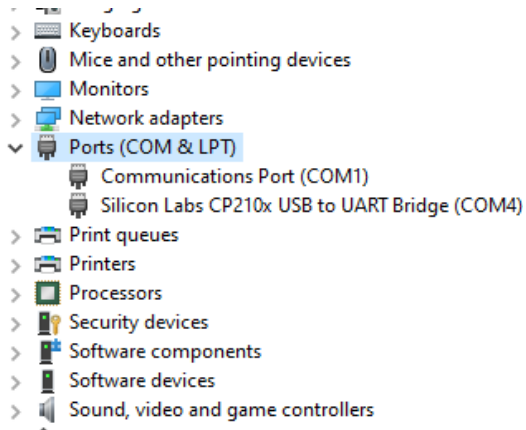 Keyboards
Mice and other pointing devices
Monitors
Network adapters
Ports (COM & LPT)
Communications Port (COM1)
Silicon Labs CP210x USB to UART Bridge (COM4)
Print queues
Printers
Processors
Security devices
Software components
Software devices
Sound, video and game controllers